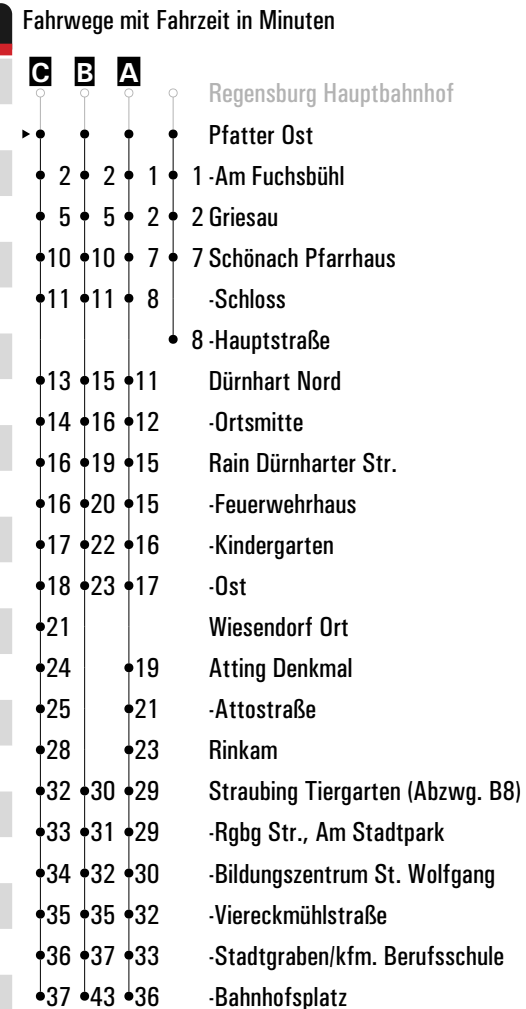 Fahrwege mit Fahrzeit in Minuten
C B A
Regensburg Hauptbahnhof
Pfatter Ost
2 2 1 1 -Am Fuchsbühl
5 5 2 2 Griesau
10 10 7 7 Schönach Pfarrhaus
11 11 8 -Schloss
8 -Hauptstraße
13 15 11 Dürnhart Nord
14 16 12 -Ortsmitte
16 19 15 Rain Dürnharter Str.
16 20 15 -Feuerwehrhaus
17 22 16 -Kindergarten
18 23 17 -Ost
21 Wiesendorf Ort
24 19 Atting Denkmal
25 21 -Attostraße
28 23 Rinkam
32 30 29 Straubing Tiergarten (Abzwg. B8)
33 31 29 -Rgbg Str., Am Stadtpark
34 32 30 -Bildungszentrum St. Wolfgang
35 35 32 -Viereckmühlstraße
36 37 33 -Stadtgraben/kfm. Berufsschule
37 43 36 -Bahnhofsplatz